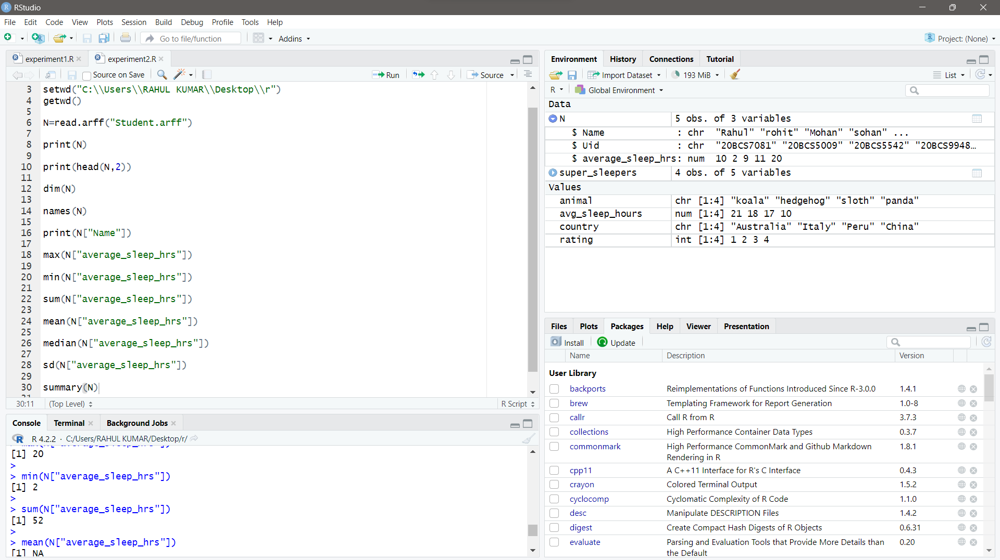 RStudio
File Edit Code View Plots Session Build Debug Profile Tools Help
Go to file/function Addins Project: (None)
experiment1.R experiment2.R
Source on Save Run Source
3 setwd("C:\\Users\\RAHUL KUMAR\\Desktop\\r")
4 getwd()
5
6 N=read.arff("Student.arff")
7
8 print(N)
9
10 print(head(N,2))
11
12 dim(N)
13
14 names(N)
15
16 print(N["Name"])
17
18 max(N["average_sleep_hrs"])
19
20 min(N["average_sleep_hrs"])
21
22 sum(N["average_sleep_hrs"])
23
24 mean(N["average_sleep_hrs"])
25
26 median(N["average_sleep_hrs"])
27
28 sd(N["average_sleep_hrs"])
29
30 summary(N)
31
30:11 (Top Level) R Script
Console Terminal Background Jobs
R 4.2.2 · C:/Users/RAHUL KUMAR/Desktop/r/
> max(N["average_sleep_hrs"])
[1] 20
>
> min(N["average_sleep_hrs"])
[1] 2
>
> sum(N["average_sleep_hrs"])
[1] 52
>
> mean(N["average_sleep_hrs"])
[1] NA
Environment History Connections Tutorial
Import Dataset 193 MiB List
R Global Environment
Data
N 5 obs. of 3 variables
$ Name : chr "Rahul" "rohit" "Mohan" "sohan" ...
$ Uid : chr "20BCS7081" "20BCS5009" "20BCS5542" "20BCS9948…
$ average_sleep_hrs: num 10 2 9 11 20
super_sleepers 4 obs. of 5 variables
Values
animal chr [1:4] "koala" "hedgehog" "sloth" "panda"
avg_sleep_hours num [1:4] 21 18 17 10
country chr [1:4] "Australia" "Italy" "Peru" "China"
rating int [1:4] 1 2 3 4
Files Plots Packages Help Viewer Presentation
Install Update
Name Description Version
User Library
backports Reimplementations of Functions Introduced Since R-3.0.0 1.4.1
brew Templating Framework for Report Generation 1.0-8
callr Call R from R 3.7.3
collections High Performance Container Data Types 0.3.7
commonmark High Performance CommonMark and Github Markdown 1.8.1
Rendering in R
cpp11 A C++11 Interface for R's C Interface 0.4.3
crayon Colored Terminal Output 1.5.2
cyclocomp Cyclomatic Complexity of R Code 1.1.0
desc Manipulate DESCRIPTION Files 1.4.2
digest Create Compact Hash Digests of R Objects 0.6.31
evaluate Parsing and Evaluation Tools that Provide More Details than 0.20
the Default